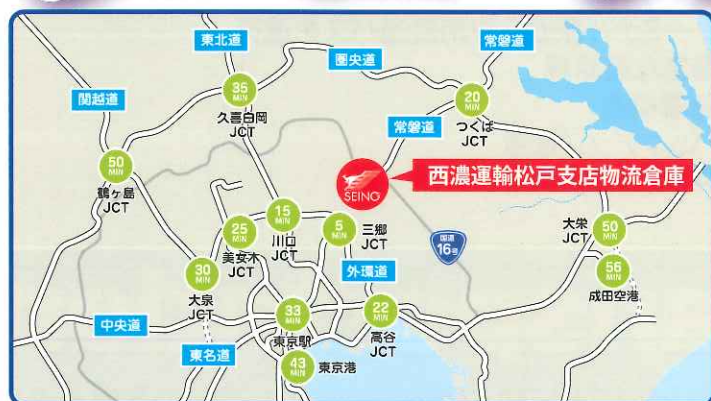 東北道
常磐道
圏央道
関越道
35
MIN
久喜白岡
JCT
20
MIN
つくば
JCT
常磐道
50
MIN
鶴ヶ島
JCT
SEINO
西濃運輸松戸支店物流倉庫
15
MIN
川口
JCT
25
MIN
美女木
JCT
5
MIN
三郷
JCT
国道
16号
大栄
JCT
50
MIN
30
MIN
大泉
JCT
外環道
56
MIN
成田空港
中央道
33
MIN
東京駅
22
MIN
高谷
JCT
東名道
43
MIN
東京港